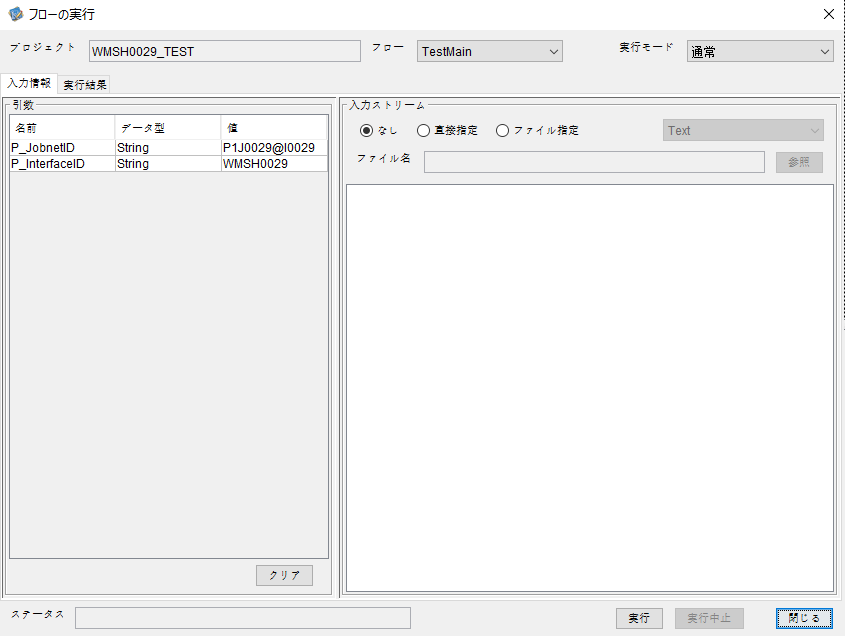 フローの実行
プロジェクト WMSH0029_TEST フロー TestMain 実行モード 通常
入力情報 実行結果
引数
名前 データ型 値
P_JobnetID String P1J0029@I0029
P_InterfaceID String WMSH0029
クリア
入力ストリーム
なし 直接指定 ファイル指定 Text
ファイル名 参照
ステータス 実行 実行中止 閉じる